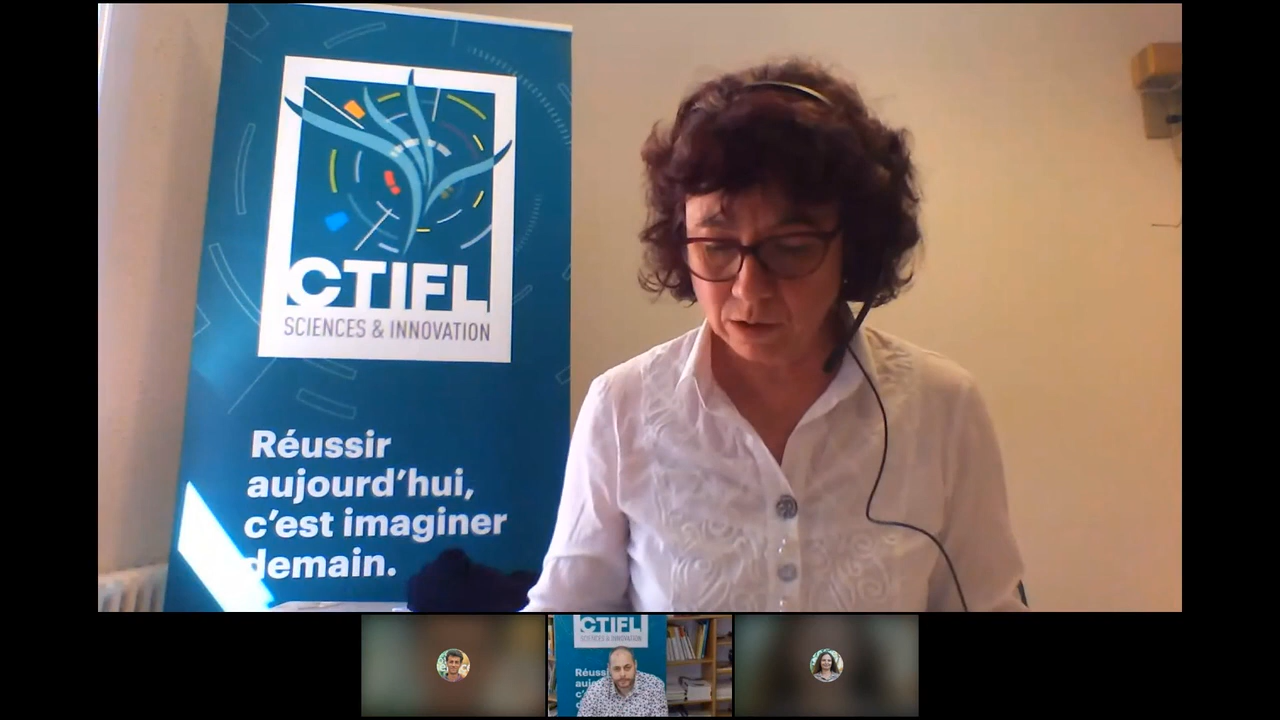 CTIFL
SCIENCES & INNOVATION
Réussir
aujourd'hui,
c'est imaginer
demain.
CTIFL
SCIENCES & INNOVATION